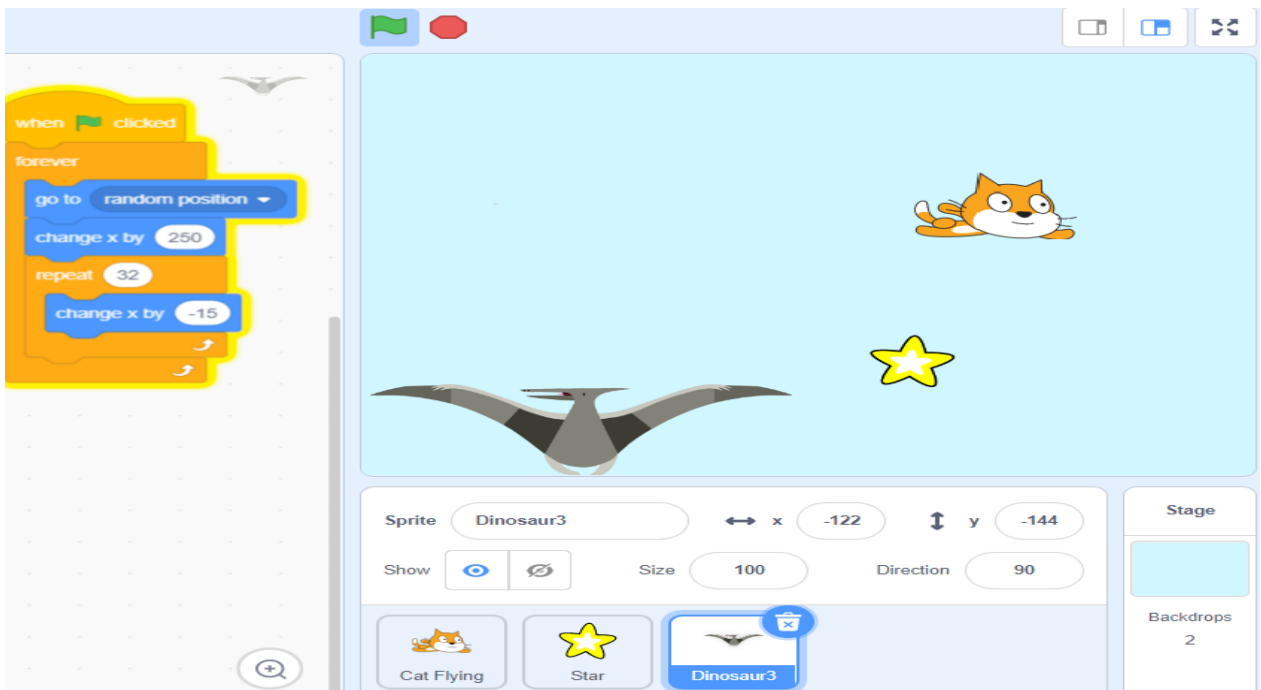 when clicked
forever
go to random position
change x by 250
repeat 32
change x by -15
Sprite Dinosaur3 x -122 y -144
Show Size 100 Direction 90
Cat Flying
Star
Dinosaur3
Stage
Backdrops
2